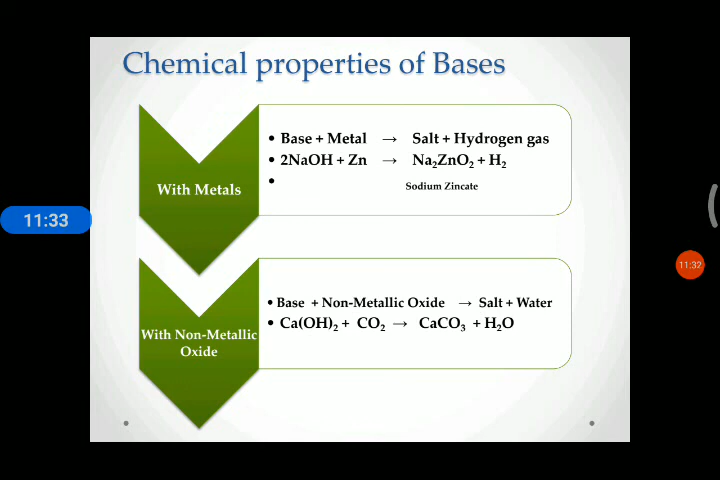 Chemical properties of Bases
With Metals
• Base + Metal → Salt + Hydrogen gas
• 2NaOH + Zn → Na₂ZnO₂ + H₂
• Sodium Zincate
11:33
11:32
With Non-Metallic
Oxide
• Base + Non-Metallic Oxide → Salt + Water
• Ca(OH)₂ + CO₂ → CaCO₃ + H₂O